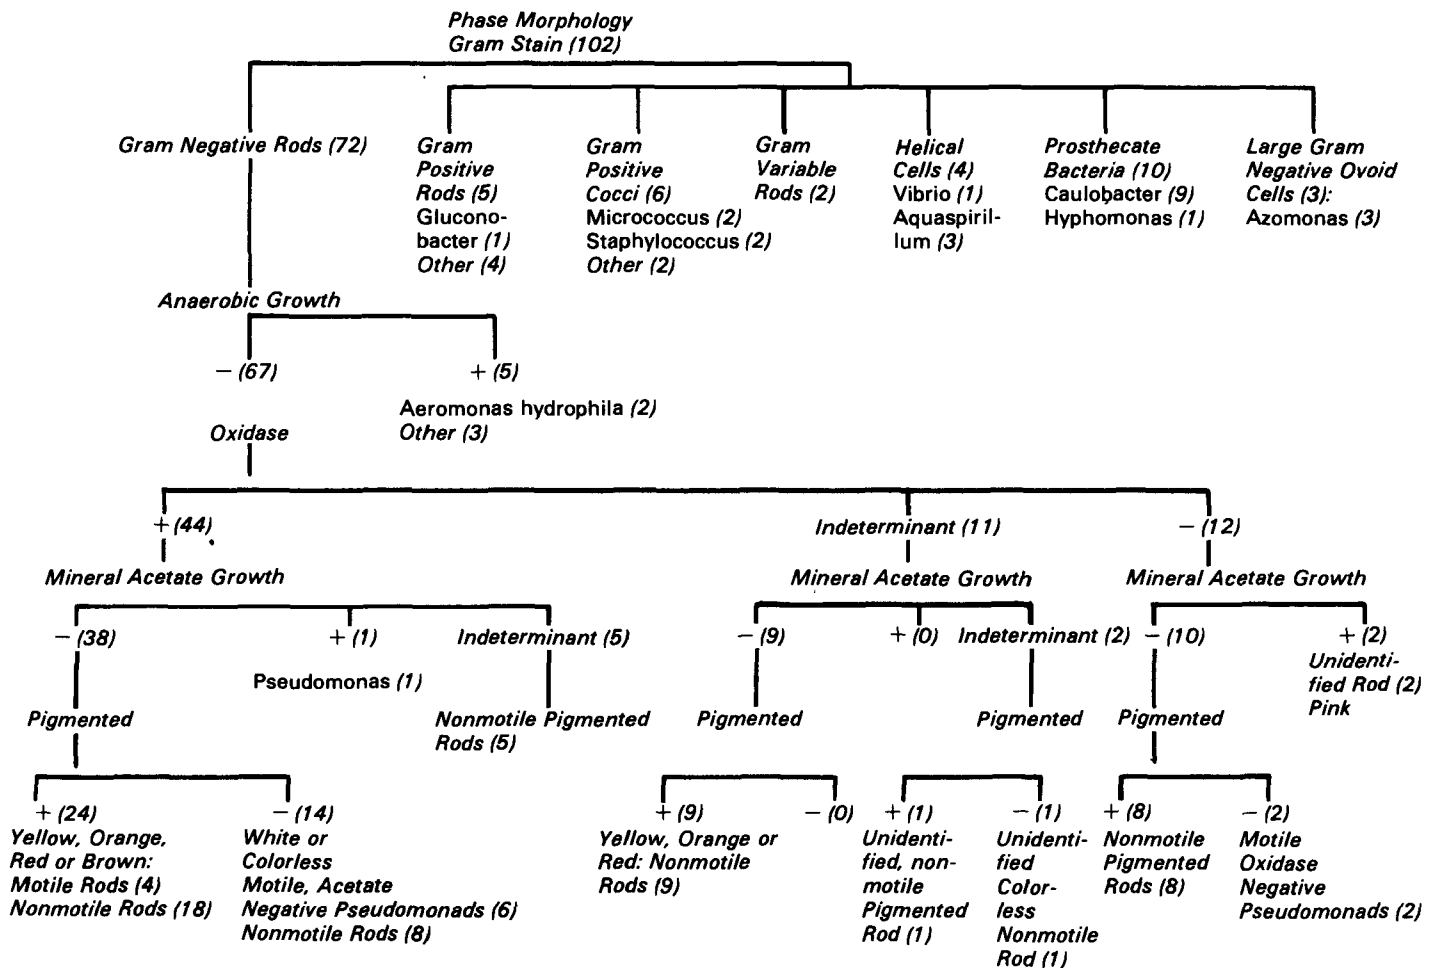 Phase Morphology
Gram Stain (102)
Gram Negative Rods (72)
Gram
Positive
Rods (5)
Glucono-
bacter (1)
Other (4)
Gram
Positive
Cocci (6)
Micrococcus (2)
Staphylococcus (2)
Other (2)
Gram
Variable
Rods (2)
Helical
Cells (4)
Vibrio (1)
Aquaspiril-
lum (3)
Prosthecate
Bacteria (10)
Caulobacter (9)
Hyphomonas (1)
Large Gram
Negative Ovoid
Cells (3):
Azomonas (3)
Anaerobic Growth
− (67)
+ (5)
Aeromonas hydrophila (2)
Other (3)
Oxidase
+ (44)
Indeterminant (11)
− (12)
Mineral Acetate Growth
Mineral Acetate Growth
Mineral Acetate Growth
− (38)
+ (1)
Indeterminant (5)
− (9)
+ (0)
Indeterminant (2)
− (10)
+ (2)
Unidenti-
fied Rod (2)
Pink
Pseudomonas (1)
Pigmented
Nonmotile Pigmented
Rods (5)
Pigmented
Pigmented
Pigmented
+ (24)
Yellow, Orange,
Red or Brown:
Motile Rods (4)
Nonmotile Rods (18)
− (14)
White or
Colorless
Motile, Acetate
Negative Pseudomonads (6)
Nonmotile Rods (8)
+ (9)
Yellow, Orange or
Red: Nonmotile
Rods (9)
− (0)
+ (1)
Unidenti-
fied, non-
motile
Pigmented
Rod (1)
− (1)
Unidenti-
fied
Color-
less
Nonmotile
Rod (1)
+ (8)
Nonmotile
Pigmented
Rods (8)
− (2)
Motile
Oxidase
Negative
Pseudomonads (2)